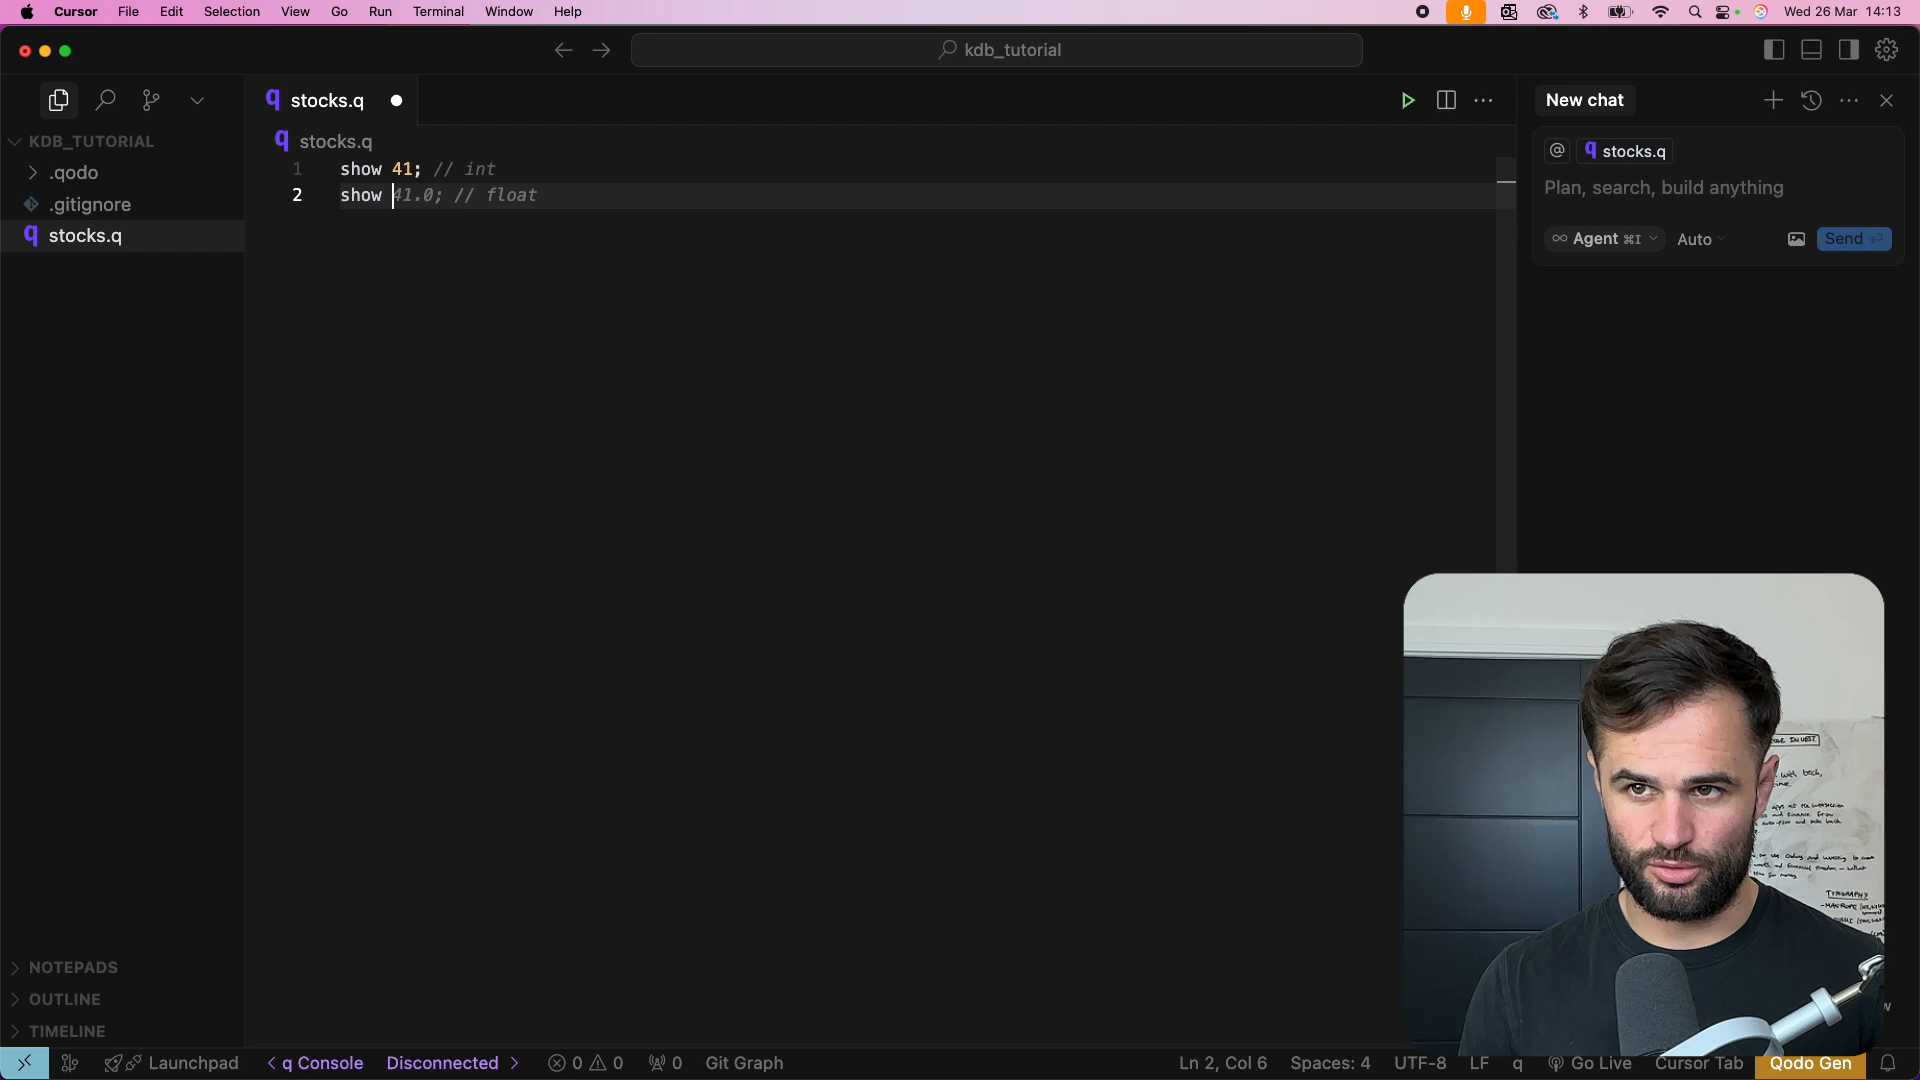 Cursor File Edit Selection View Go Run Terminal Window Help Wed 26 Mar 14:13
kdb_tutorial
stocks.q
New chat
KDB_TUTORIAL
stocks.q
@ stocks.q
1 show 41; // int
.qodo
Plan, search, build anything
2 show 41.0; // float
.gitignore
stocks.q
Agent ⌘I Auto Send
NOTEPADS
OUTLINE
TIMELINE
Launchpad q Console Disconnected 0 0 0 Git Graph Ln 2, Col 6 Spaces: 4 UTF-8 LF q Go Live Cursor Tab Qodo Gen
TYPOGRAPHY